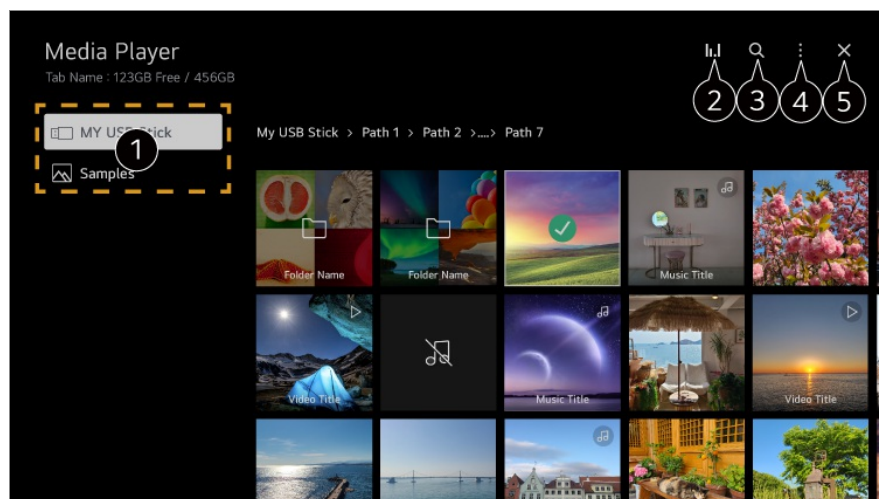 Media Player
Tab Name : 123GB Free / 456GB
2
3
4
5
MY USB Stick
1
Samples
My USB Stick > Path 1 > Path 2 >....> Path 7
Folder Name
Folder Name
Music Title
Video Title
Music Title
Video Title